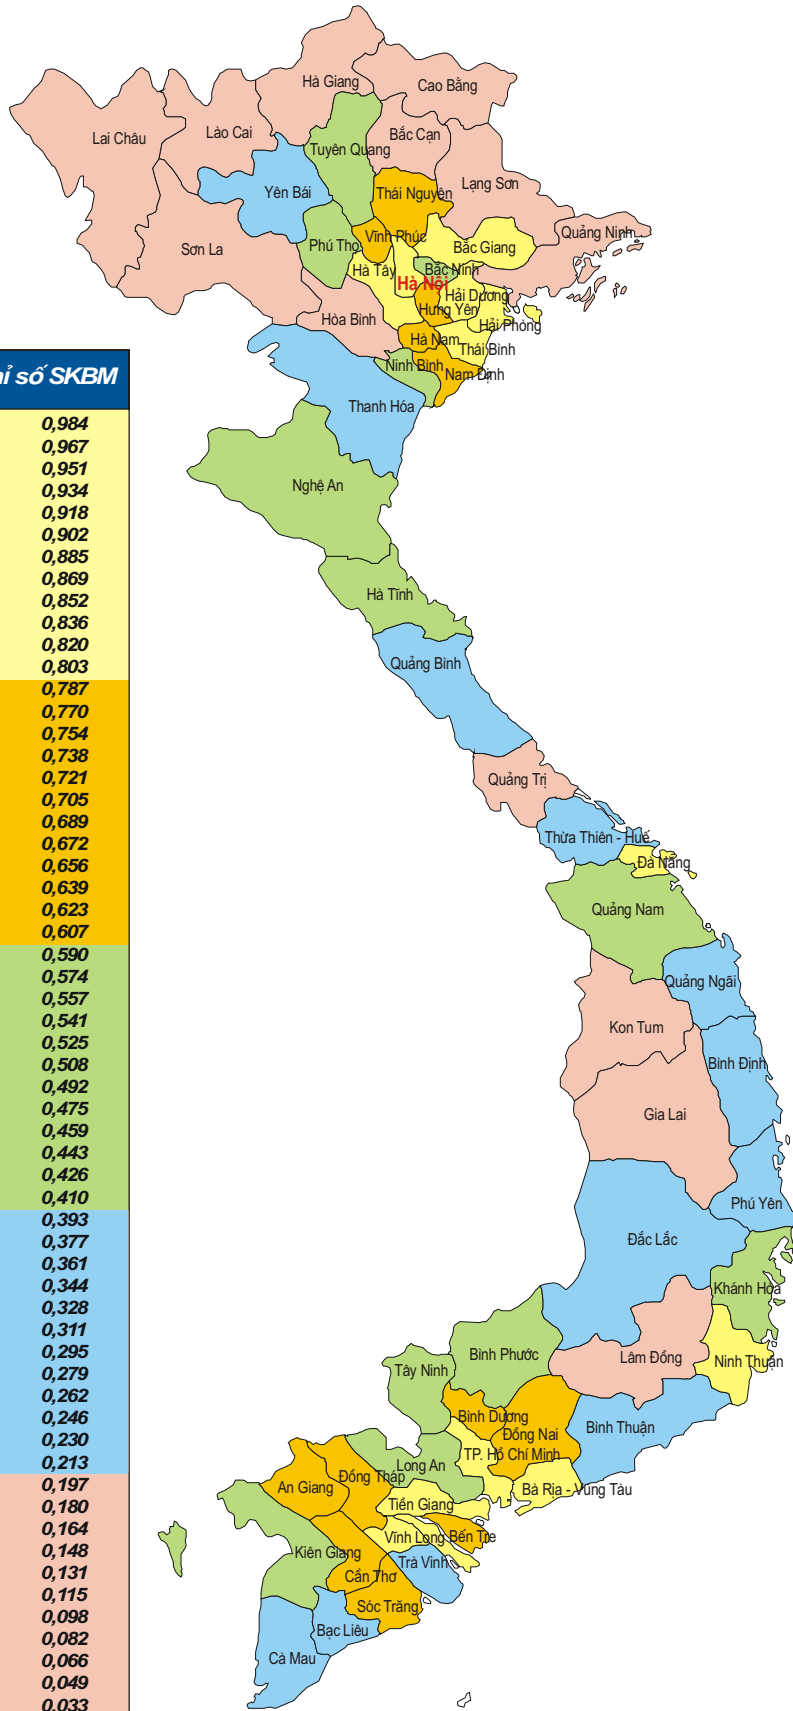 Hà Giang
Cao Bằng
Lai Châu
Lào Cai
Bắc Cạn
Tuyên Quang
Lạng Sơn
Yên Bái
Thái Nguyên
Quảng Ninh
Vĩnh Phúc
Phú Thọ
Sơn La
Bắc Giang
Hà Tây
Bắc Ninh
Hà Nội
Hải Dương
Hưng Yên
Hòa Bình
Hải Phòng
Hà Nam
Thái Bình
Ninh Bình
Nam Định
Thanh Hóa
Nghệ An
Hà Tĩnh
Quảng Bình
Quảng Trị
Thừa Thiên - Huế
Đà Nẵng
Quảng Nam
Quảng Ngãi
Kon Tum
Bình Định
Gia Lai
Phú Yên
Đắc Lắc
Khánh Hòa
Lâm Đồng
Ninh Thuận
Bình Phước
Tây Ninh
Bình Dương
Bình Thuận
Đồng Nai
TP. Hồ Chí Minh
Long An
Đồng Tháp
An Giang
Bà Rịa - Vũng Tàu
Tiền Giang
Vĩnh Long
Bến Tre
Kiên Giang
Trà Vinh
Cần Thơ
Sóc Trăng
Bạc Liêu
Cà Mau
số SKBM
0,984
0,967
0,951
0,934
0,918
0,902
0,885
0,869
0,852
0,836
0,820
0,803
0,787
0,770
0,754
0,738
0,721
0,705
0,689
0,672
0,656
0,639
0,623
0,607
0,590
0,574
0,557
0,541
0,525
0,508
0,492
0,475
0,459
0,443
0,426
0,410
0,393
0,377
0,361
0,344
0,328
0,311
0,295
0,279
0,262
0,246
0,230
0,213
0,197
0,180
0,164
0,148
0,131
0,115
0,098
0,082
0,066
0,049
0,033